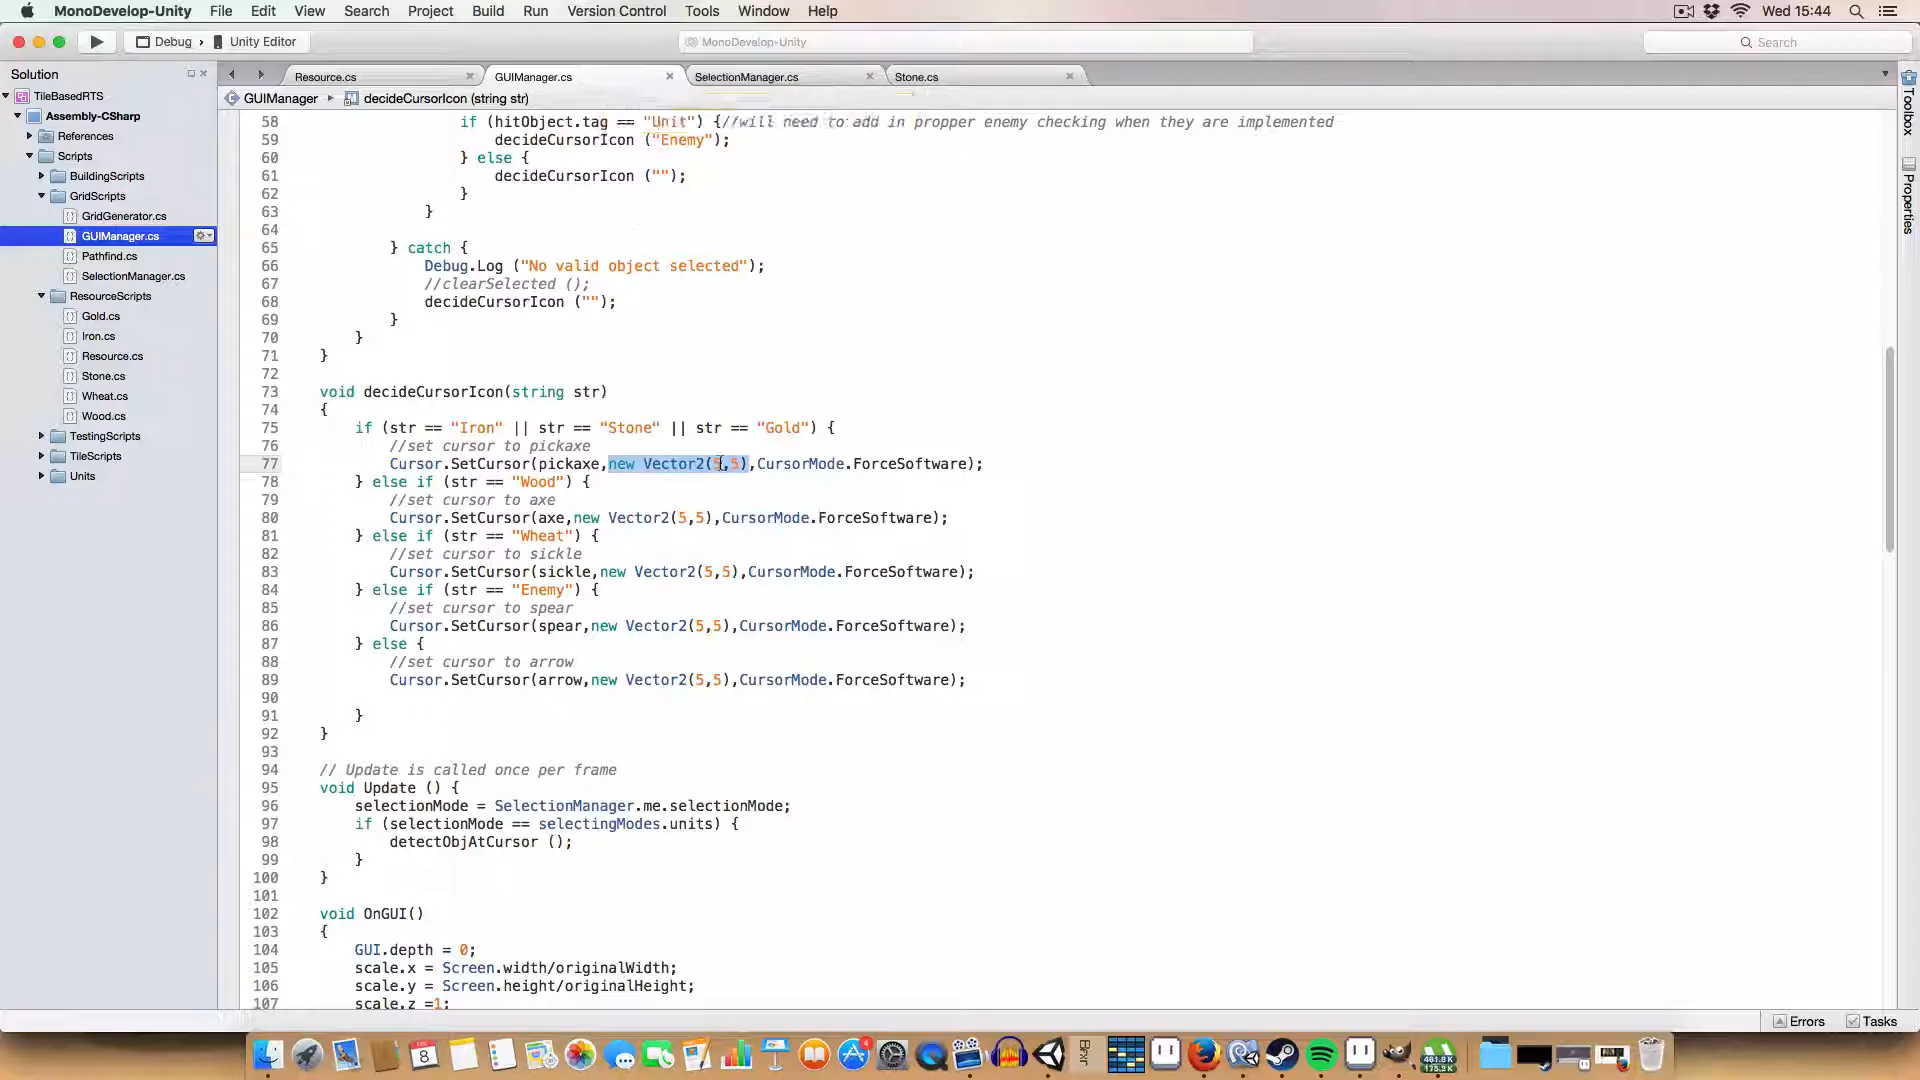 MonoDevelop-Unity File Edit View Search Project Build Run Version Control Tools Window Help Wed 15:44
Debug › Unity Editor MonoDevelop-Unity Search
Solution
TileBasedRTS
Assembly-CSharp
References
Scripts
BuildingScripts
GridScripts
GridGenerator.cs
GUIManager.cs
Pathfind.cs
SelectionManager.cs
ResourceScripts
Gold.cs
Iron.cs
Resource.cs
Stone.cs
Wheat.cs
Wood.cs
TestingScripts
TileScripts
Units
Resource.cs GUIManager.cs SelectionManager.cs Stone.cs
GUIManager decideCursorIcon (string str)
58 if (hitObject.tag == "Unit") {//will need to add in propper enemy checking when they are implemented
59 decideCursorIcon ("Enemy");
60 } else {
61 decideCursorIcon ("");
62 }
63 }
64
65 } catch {
66 Debug.Log ("No valid object selected");
67 //clearSelected ();
68 decideCursorIcon ("");
69 }
70 }
71 }
72
73 void decideCursorIcon(string str)
74 {
75 if (str == "Iron" || str == "Stone" || str == "Gold") {
76 //set cursor to pickaxe
77 Cursor.SetCursor(pickaxe,new Vector2(5,5),CursorMode.ForceSoftware);
78 } else if (str == "Wood") {
79 //set cursor to axe
80 Cursor.SetCursor(axe,new Vector2(5,5),CursorMode.ForceSoftware);
81 } else if (str == "Wheat") {
82 //set cursor to sickle
83 Cursor.SetCursor(sickle,new Vector2(5,5),CursorMode.ForceSoftware);
84 } else if (str == "Enemy") {
85 //set cursor to spear
86 Cursor.SetCursor(spear,new Vector2(5,5),CursorMode.ForceSoftware);
87 } else {
88 //set cursor to arrow
89 Cursor.SetCursor(arrow,new Vector2(5,5),CursorMode.ForceSoftware);
90
91 }
92 }
93
94 // Update is called once per frame
95 void Update () {
96 selectionMode = SelectionManager.me.selectionMode;
97 if (selectionMode == selectingModes.units) {
98 detectObjAtCursor ();
99 }
100 }
101
102 void OnGUI()
103 {
104 GUI.depth = 0;
105 scale.x = Screen.width/originalWidth;
106 scale.y = Screen.height/originalHeight;
107 scale.z =1;
Toolbox
Properties
Errors Tasks
8
4